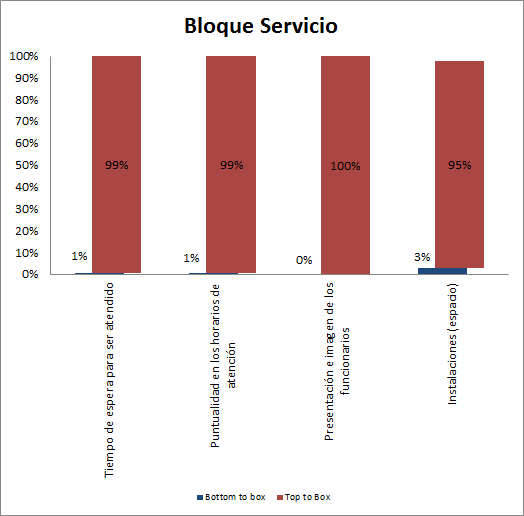 Bloque Servicio
100%
90%
80%
70%
60%
50%
40%
30%
20%
10%
0%
99%
99%
100%
95%
1%
1%
0%
3%
Tiempo de espera para ser atendido
Puntualidad en los horarios de
atención
Presentación e imagen de los
funcionarios
Instalaciones (espacio)
Bottom to box
Top to Box